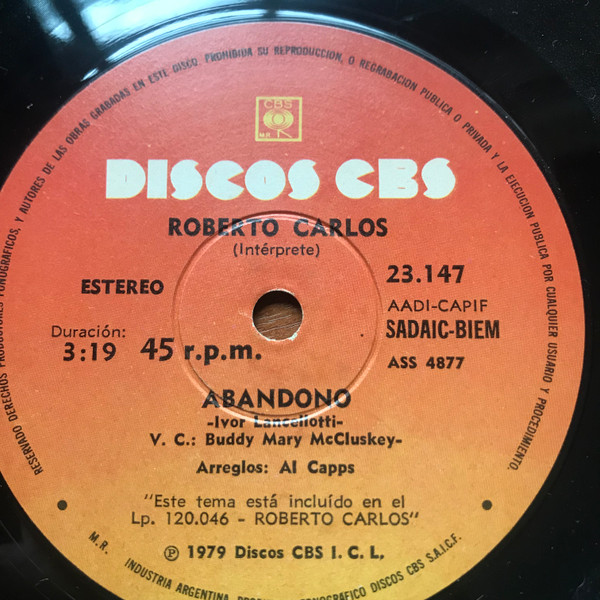 RESERVADO DERECHOS PRODUCTORES FONOGRAFICOS, Y AUTORES DE LAS OBRAS GRABADAS EN ESTE DISCO. PROHIBIDA SU REPRODUCCION, O REGRABACION PUBLICA O PRIVADA Y LA EJECUCION PUBLICA POR CUALQUIER USUARIO Y PROCEDIMIENTO.
CBS
M.R.
DISCOS CBS
ROBERTO CARLOS
(Intérprete)
ESTEREO
23.147
AADI-CAPIF
SADAIC-BIEM
ASS 4877
Duración:
3:19
45 r.p.m.
ABANDONO
-Ivor Lancellotti-
V. C.: Buddy Mary McCluskey-
Arreglos: Al Capps
"Este tema está incluído en el
Lp. 120.046 - ROBERTO CARLOS"
℗ 1979 Discos CBS I. C. I.,
M.R. INDUSTRIA ARGENTINA, FONOGRAFICO DISCOS CBS S.A.I.C.F.